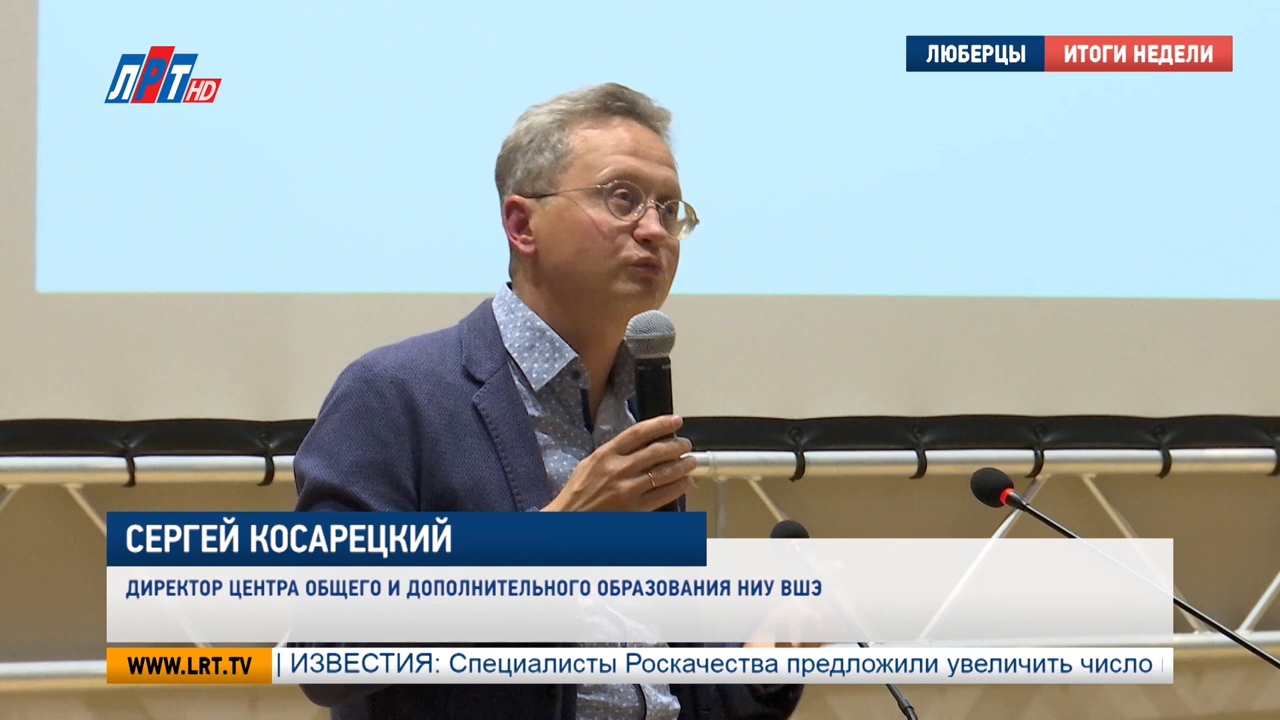 ЛРТ HD
ЛЮБЕРЦЫ ИТОГИ НЕДЕЛИ
СЕРГЕЙ КОСАРЕЦКИЙ
ДИРЕКТОР ЦЕНТРА ОБЩЕГО И ДОПОЛНИТЕЛЬНОГО ОБРАЗОВАНИЯ НИУ ВШЭ
WWW.LRT.TV | ИЗВЕСТИЯ: Специалисты Роскачества предложили увеличить число